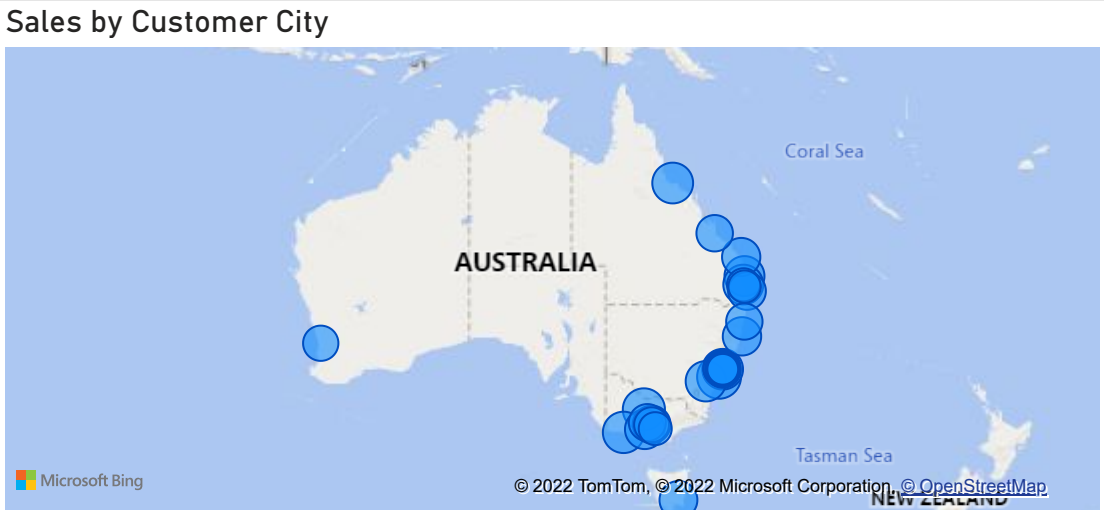 Sales by Customer City
Coral Sea
AUSTRALIA
Tasman Sea
Microsoft Bing
© 2022 TomTom, © 2022 Microsoft Corporation, © OpenStreetMap
NEW ZEALAND